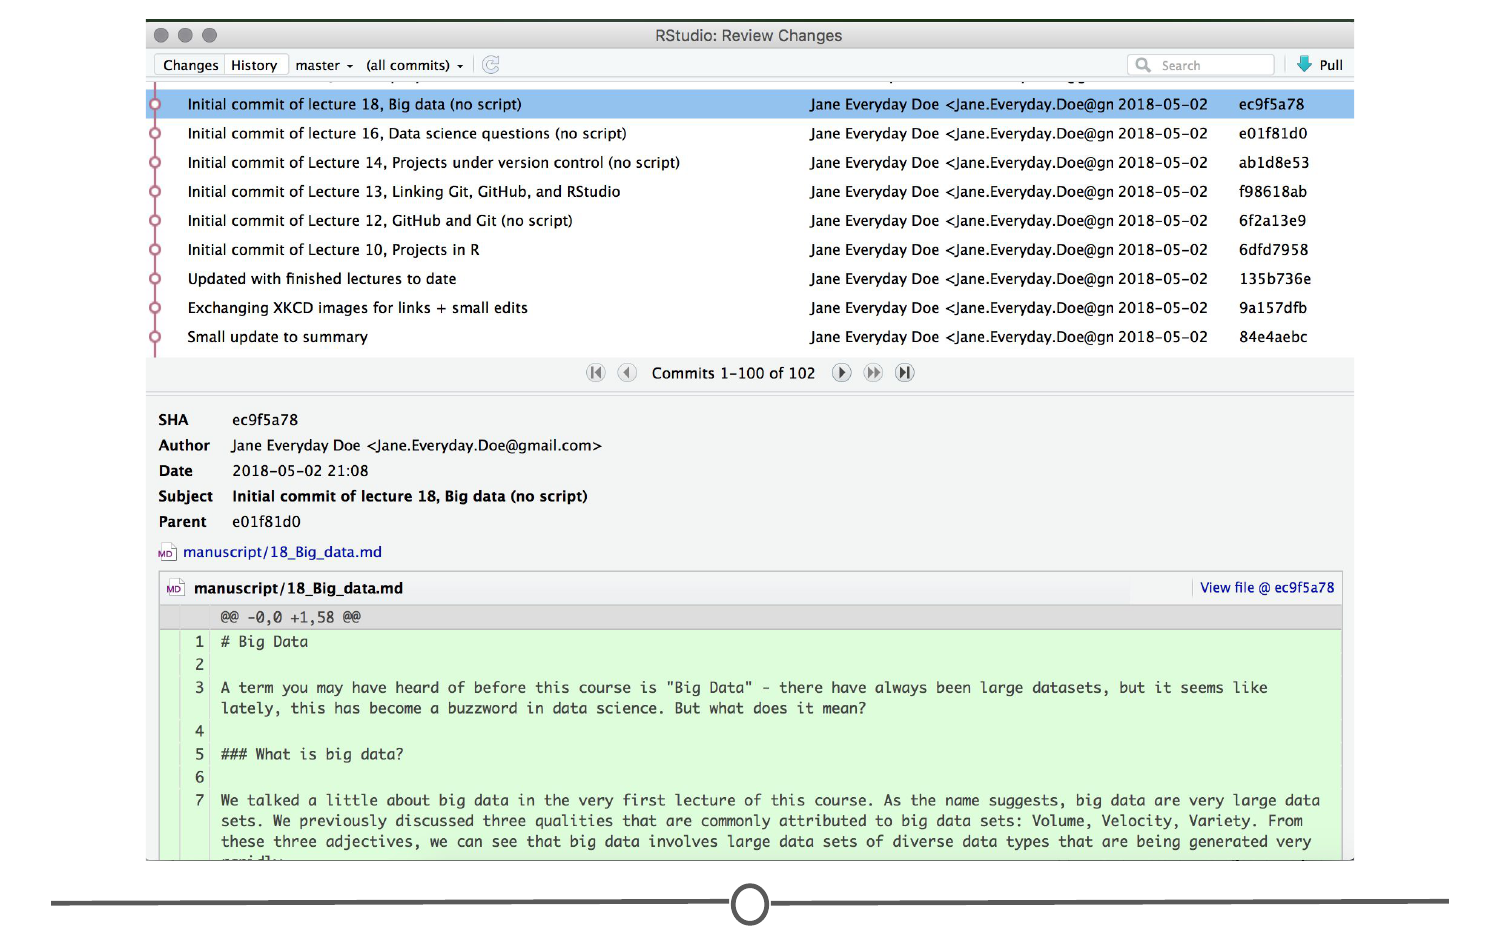 RStudio: Review Changes
Changes History master (all commits) Search Pull
Initial commit of lecture 18, Big data (no script) Jane Everyday Doe <Jane.Everyday.Doe@gn 2018-05-02 ec9f5a78
Initial commit of lecture 16, Data science questions (no script) Jane Everyday Doe <Jane.Everyday.Doe@gn 2018-05-02 e01f81d0
Initial commit of Lecture 14, Projects under version control (no script) Jane Everyday Doe <Jane.Everyday.Doe@gn 2018-05-02 ab1d8e53
Initial commit of Lecture 13, Linking Git, GitHub, and RStudio Jane Everyday Doe <Jane.Everyday.Doe@gn 2018-05-02 f98618ab
Initial commit of Lecture 12, GitHub and Git (no script) Jane Everyday Doe <Jane.Everyday.Doe@gn 2018-05-02 6f2a13e9
Initial commit of Lecture 10, Projects in R Jane Everyday Doe <Jane.Everyday.Doe@gn 2018-05-02 6dfd7958
Updated with finished lectures to date Jane Everyday Doe <Jane.Everyday.Doe@gn 2018-05-02 135b736e
Exchanging XKCD images for links + small edits Jane Everyday Doe <Jane.Everyday.Doe@gn 2018-05-02 9a157dfb
Small update to summary Jane Everyday Doe <Jane.Everyday.Doe@gn 2018-05-02 84e4aebc
Commits 1-100 of 102
SHA ec9f5a78
Author Jane Everyday Doe <Jane.Everyday.Doe@gmail.com>
Date 2018-05-02 21:08
Subject Initial commit of lecture 18, Big data (no script)
Parent e01f81d0
MD manuscript/18_Big_data.md
MD manuscript/18_Big_data.md View file @ ec9f5a78
@@ -0,0 +1,58 @@
1 # Big Data
2
3 A term you may have heard of before this course is "Big Data" - there have always been large datasets, but it seems like
lately, this has become a buzzword in data science. But what does it mean?
4
5 ### What is big data?
6
7 We talked a little about big data in the very first lecture of this course. As the name suggests, big data are very large data
sets. We previously discussed three qualities that are commonly attributed to big data sets: Volume, Velocity, Variety. From
these three adjectives, we can see that big data involves large data sets of diverse data types that are being generated very